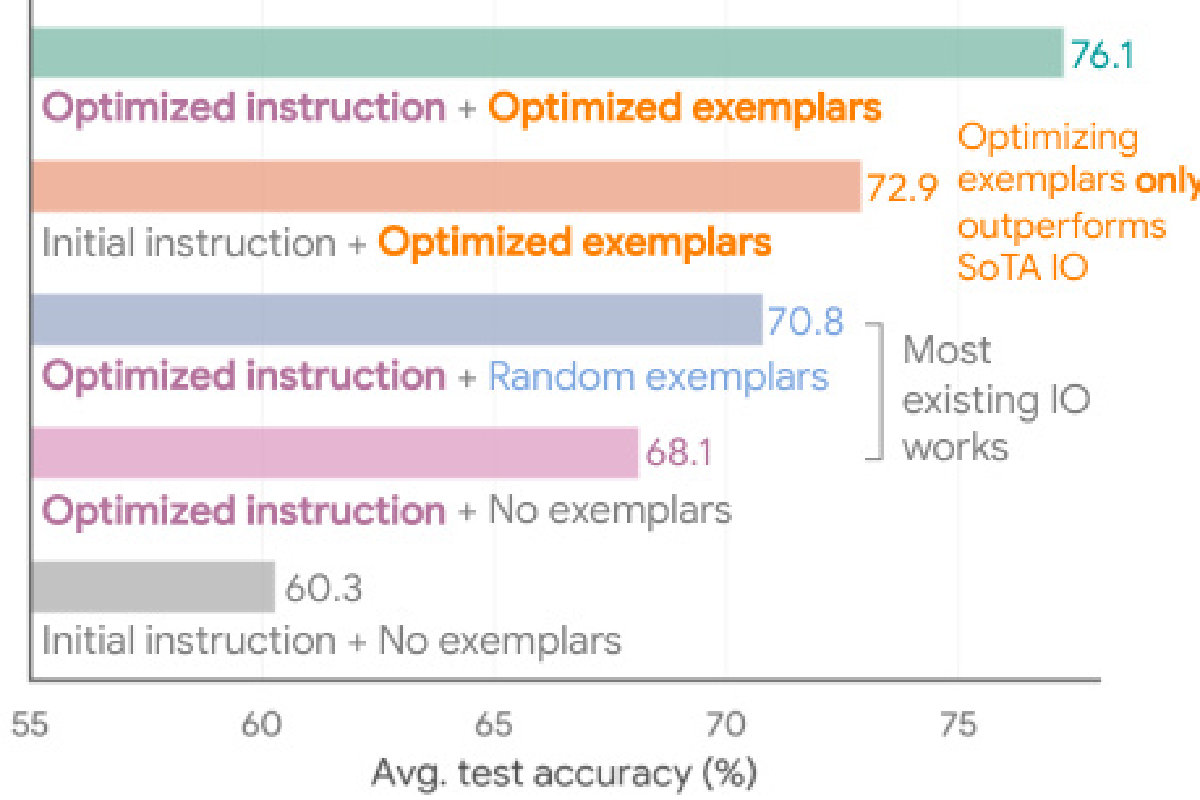 76.1
Optimized instruction + Optimized exemplars
Optimizing
exemplars only
outperforms
SoTA IO
72.9
Initial instruction + Optimized exemplars
70.8
Optimized instruction + Random exemplars
Most
existing IO
works
68.1
Optimized instruction + No exemplars
60.3
Initial instruction + No exemplars
55 60 65 70 75
Avg. test accuracy (%)